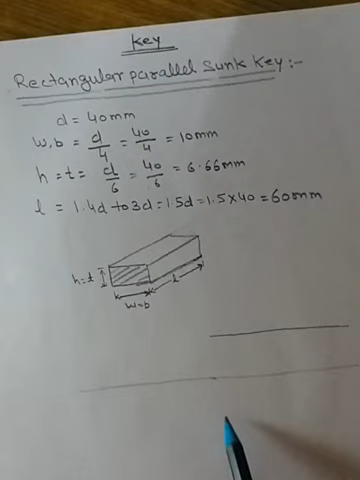 Key
Rectangular parallel Sunk Key :-
d = 40mm
w, b = d/4 = 40/4 = 10mm
h = t = d/6 = 40/6 = 6.66mm
l = 1.4d to 3d = 1.5d = 1.5 x 40 = 60mm
h=t
l
w=b